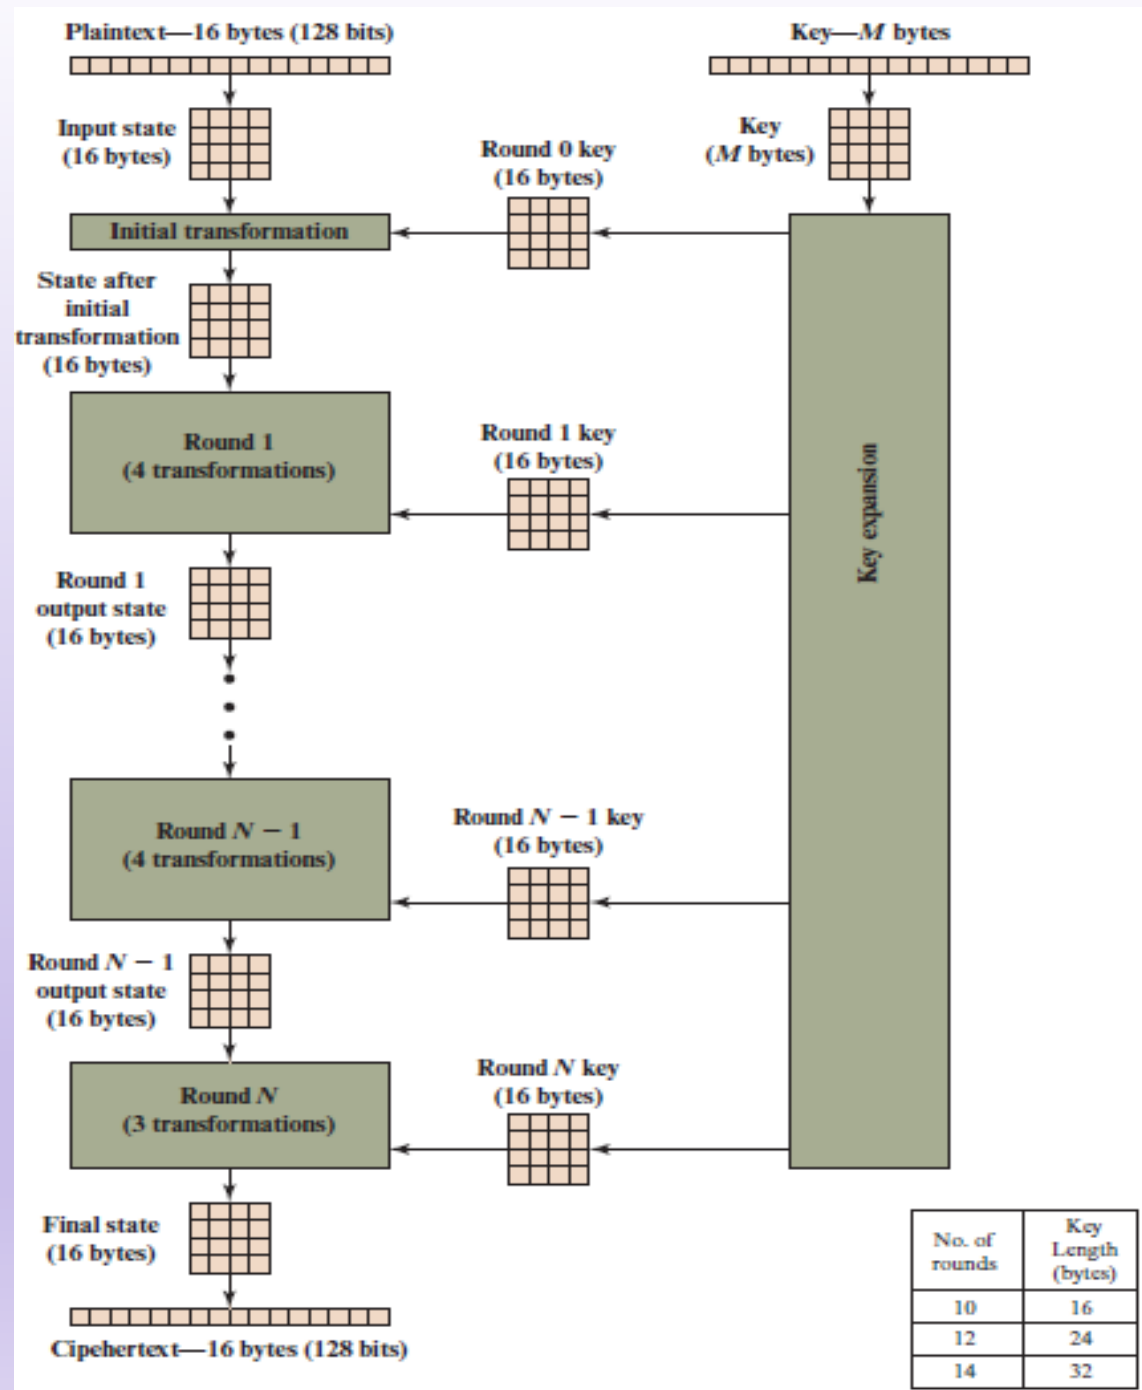 Plaintext—16 bytes (128 bits)
Key—M bytes
Input state
(16 bytes)
Key
(M bytes)
Round 0 key
(16 bytes)
Initial transformation
State after
initial
transformation
(16 bytes)
Round 1
(4 transformations)
Round 1 key
(16 bytes)
Key expansion
Round 1
output state
(16 bytes)
Round N − 1
(4 transformations)
Round N − 1 key
(16 bytes)
Round N − 1
output state
(16 bytes)
Round N
(3 transformations)
Round N key
(16 bytes)
Final state
(16 bytes)
Cipehertext—16 bytes (128 bits)
No. of
rounds
Key
Length
(bytes)
10 16
12 24
14 32